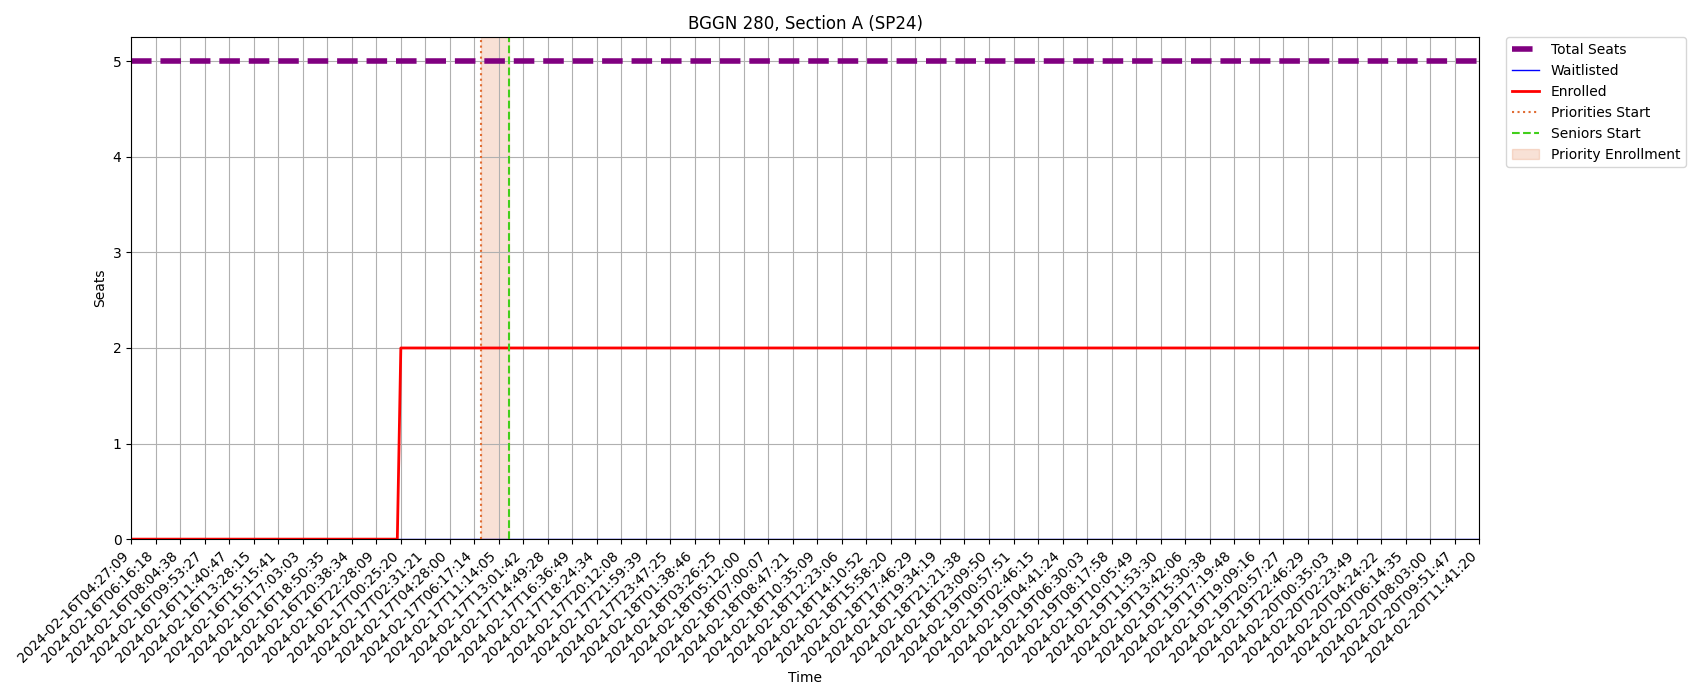 BGGN 280, Section A (SP24)
Total Seats
Waitlisted
Enrolled
Priorities Start
Seniors Start
Priority Enrollment
Seats
5
4
3
2
1
0
2024-02-16T04:27:09
2024-02-16T06:16:18
2024-02-16T08:04:38
2024-02-16T09:53:27
2024-02-16T11:40:47
2024-02-16T13:28:15
2024-02-16T15:15:41
2024-02-16T17:03:03
2024-02-16T18:50:35
2024-02-16T20:38:34
2024-02-16T22:28:09
2024-02-17T00:25:20
2024-02-17T02:31:21
2024-02-17T04:28:00
2024-02-17T06:17:14
2024-02-17T11:14:05
2024-02-17T13:01:42
2024-02-17T14:49:28
2024-02-17T16:36:49
2024-02-17T18:24:34
2024-02-17T20:12:08
2024-02-17T21:59:39
2024-02-17T23:47:25
2024-02-18T01:38:46
2024-02-18T03:26:25
2024-02-18T05:12:00
2024-02-18T07:00:07
2024-02-18T08:47:21
2024-02-18T10:35:09
2024-02-18T12:23:06
2024-02-18T14:10:52
2024-02-18T15:58:20
2024-02-18T17:46:29
2024-02-18T19:34:19
2024-02-18T21:21:38
2024-02-18T23:09:50
2024-02-19T00:57:51
2024-02-19T02:46:15
2024-02-19T04:41:24
2024-02-19T06:30:03
2024-02-19T08:17:58
2024-02-19T10:05:49
2024-02-19T11:53:30
2024-02-19T13:42:06
2024-02-19T15:30:38
2024-02-19T17:19:48
2024-02-19T19:09:16
2024-02-19T20:57:27
2024-02-19T22:46:29
2024-02-20T00:35:03
2024-02-20T02:23:49
2024-02-20T04:24:22
2024-02-20T06:14:35
2024-02-20T08:03:00
2024-02-20T09:51:47
2024-02-20T11:41:20
Time